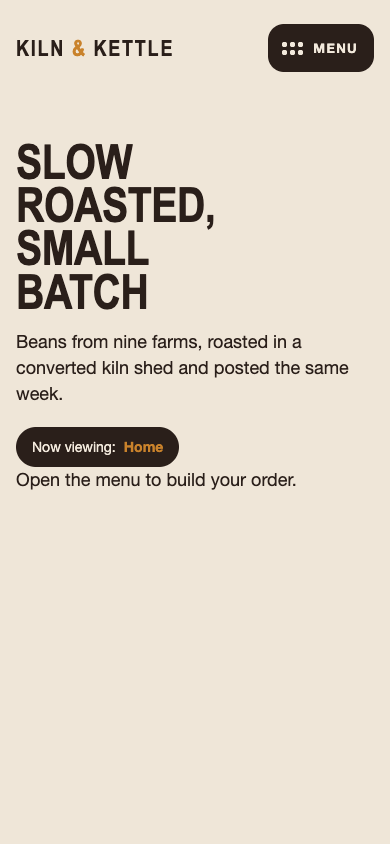 KILN & KETTLE
MENU
SLOW
ROASTED,
SMALL
BATCH
Beans from nine farms, roasted in a
converted kiln shed and posted the same
week.
Now viewing: Home
Open the menu to build your order.